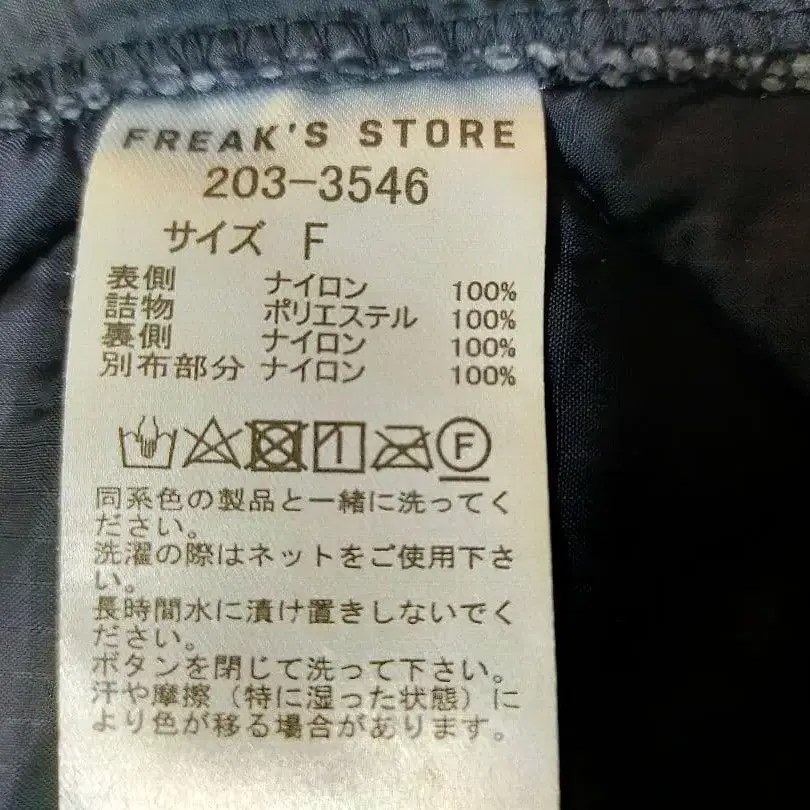 FREAK'S STORE
203-3546
サイズ F
表側 ナイロン 100%
詰物 ポリエステル 100%
裏側 ナイロン 100%
別布部分 ナイロン 100%
F
同系色の製品と一緒に洗ってく
ださい。
洗濯の際はネットをご使用下さ
い。
長時間水に漬け置きしないでく
ださい。
ボタンを閉じて洗って下さい。
汗や摩擦（特に湿った状態）に
より色が移る場合があります。